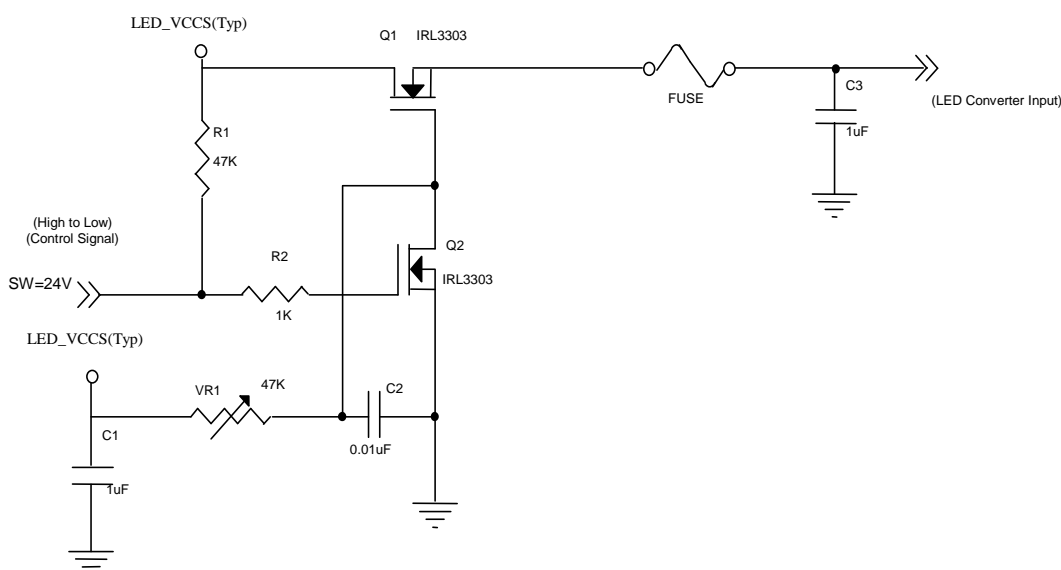 LED_VCCS(Typ)
Q1 IRL3303
FUSE
C3
1uF
(LED Converter Input)
R1
47K
(High to Low)
(Control Signal)
SW=24V
R2
1K
Q2
IRL3303
LED_VCCS(Typ)
VR1
47K
C2
0.01uF
C1
1uF